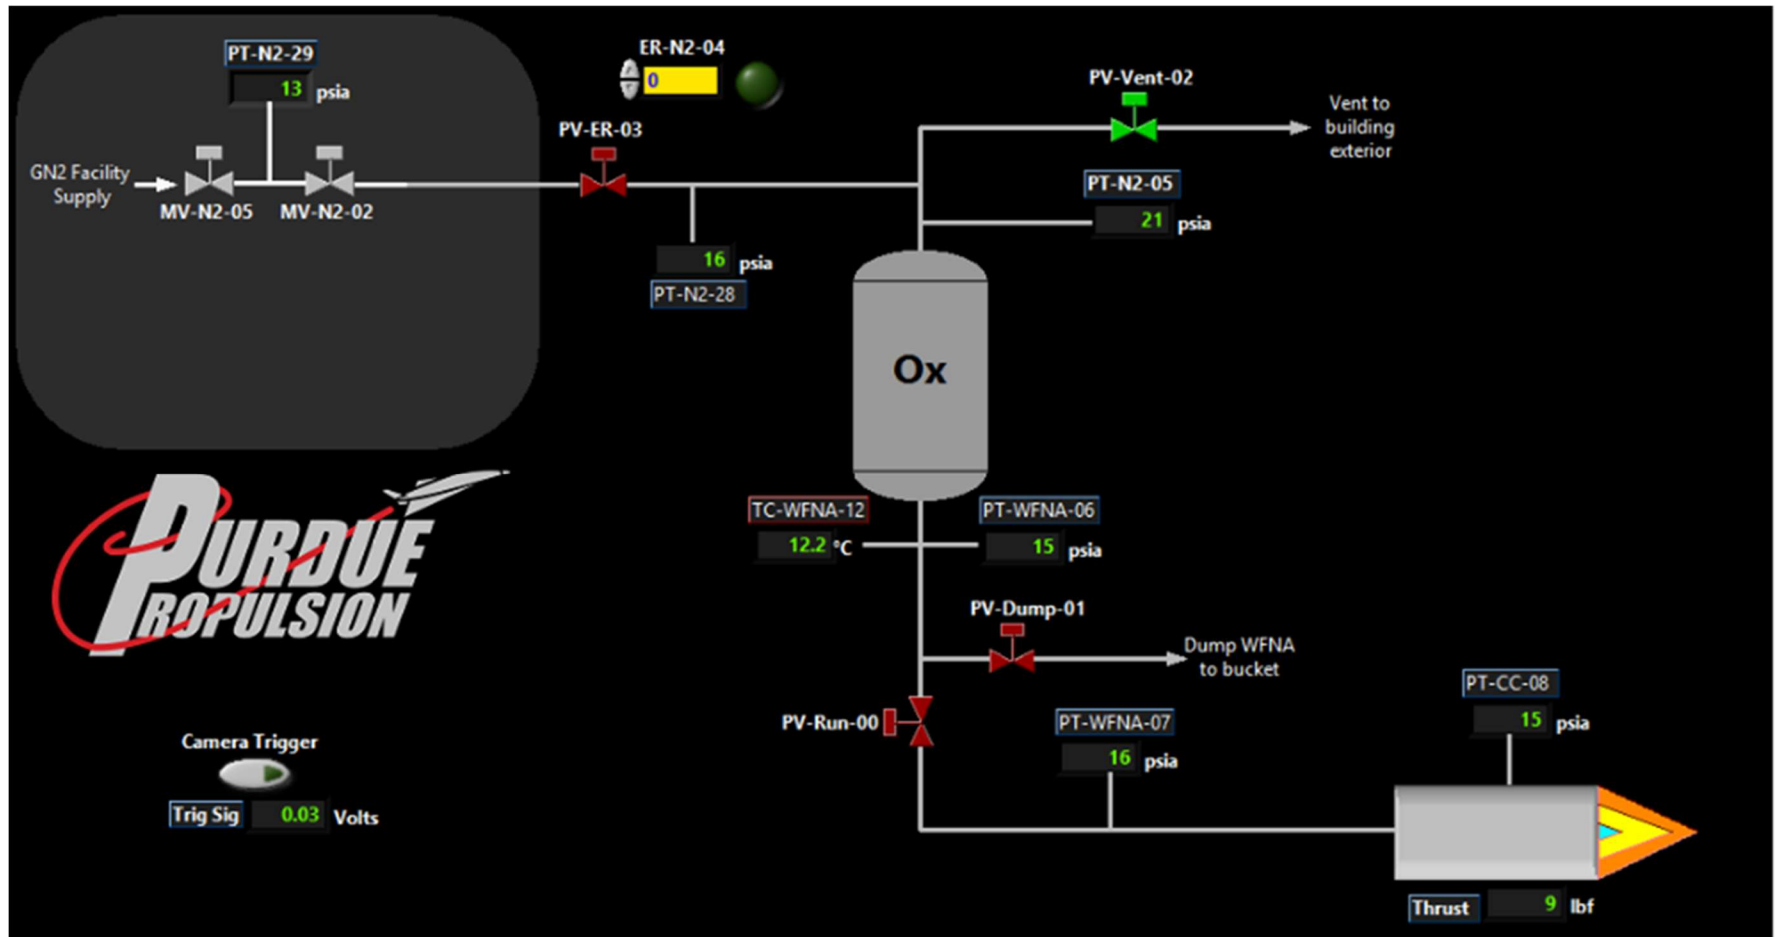 PT-N2-29
13 psia
GN2 Facility
Supply
MV-N2-05
MV-N2-02
ER-N2-04
0
PV-ER-03
16 psia
PT-N2-28
PV-Vent-02
Vent to
building
exterior
PT-N2-05
21 psia
Ox
TC-WFNA-12
12.2 °C
PT-WFNA-06
15 psia
PV-Dump-01
Dump WFNA
to bucket
PV-Run-00
PT-WFNA-07
16 psia
PT-CC-08
15 psia
Thrust 9 lbf
PURDUE
PROPULSION
Camera Trigger
Trig Sig 0.03 Volts